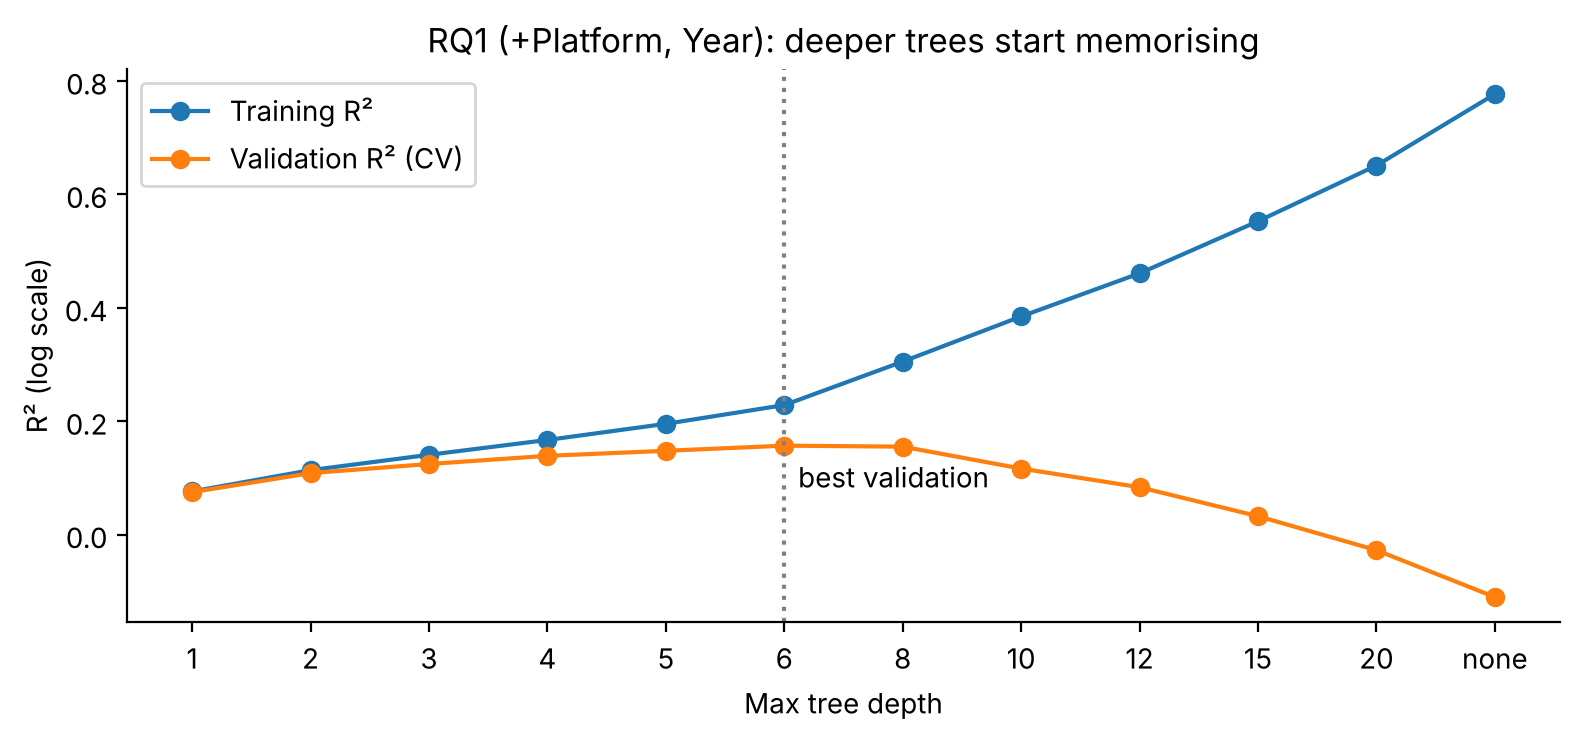 RQ1 (+Platform, Year): deeper trees start memorising
Training R²
Validation R² (CV)
0.8
0.6
0.4
0.2
0.0
R² (log scale)
best validation
1 2 3 4 5 6 8 10 12 15 20 none
Max tree depth